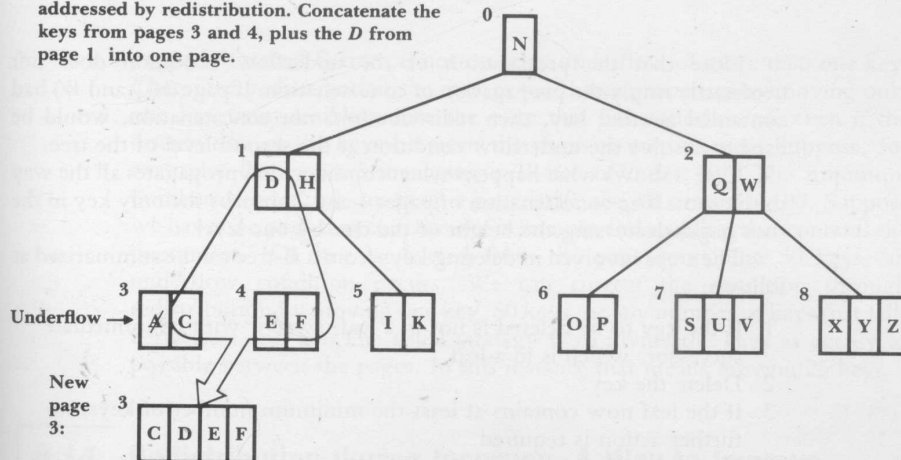 addressed by redistribution. Concatenate the
keys from pages 3 and 4, plus the D from
page 1 into one page.
0
N
D H
2
Q W
Underflow
3
A C
4
E F
5
I K
6
O P
7
S U V
8
X Y Z
New
page
3:
3
C D E F